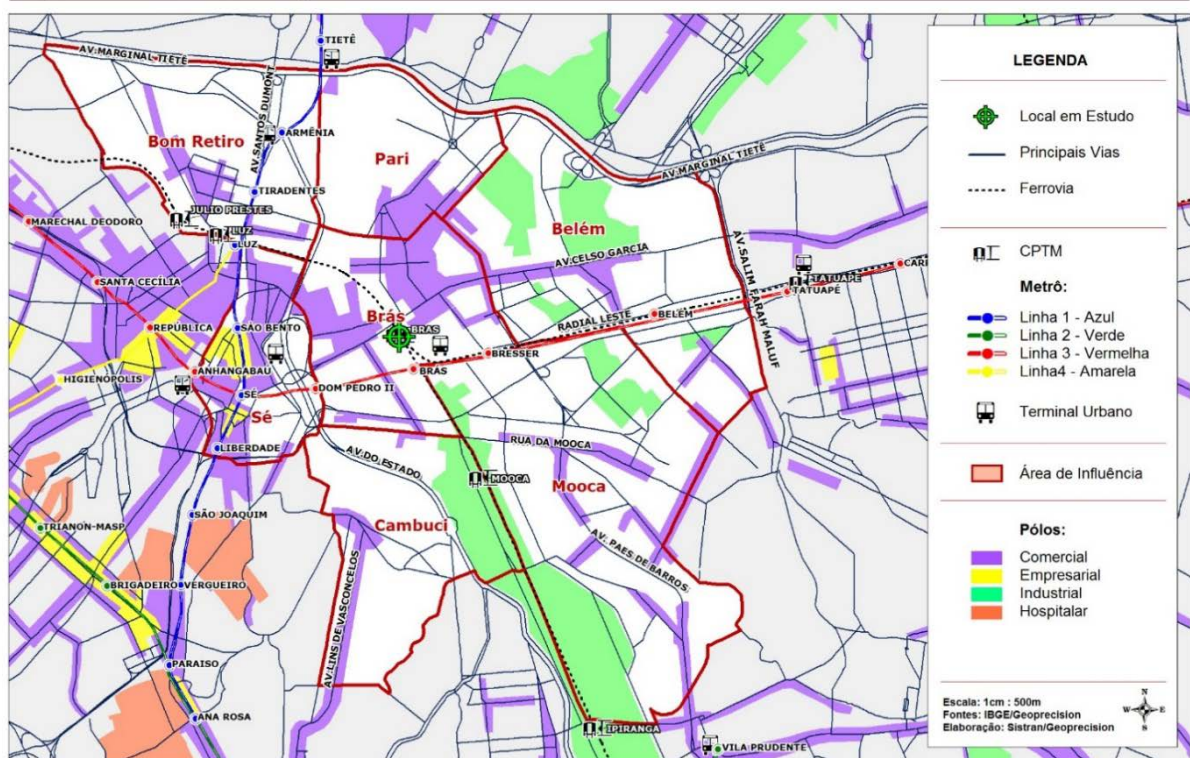 TIETÊ
AV.MARGINAL TIETÊ
AV.SANTOS DUMONT
ARMÊNIA
Bom Retiro
Pari
AV.MARGINAL TIETÊ
TIRADENTES
JULIO PRESTES
MARECHAL DEODORO
LUZ
LUZ
Belém
AV.CELSO GARCIA
AV.SALIM FARAH MALUF
SANTA CECÍLIA
TATUAPÉ
TATUAPÉ
Brás
BRÁS
RADIAL LESTE
BELÉM
REPÚBLICA
SÃO BENTO
BRESSER
BRÁS
HIGIENÓPOLIS
ANHANGABAÚ
DOM PEDRO II
SÉ
Sé
LIBERDADE
RUA DA MOOCA
AV.DO ESTADO
MOOCA
Mooca
SÃO JOAQUIM
Cambuci
TRIANON-MASP
AV. PAES DE BARROS
BRIGADEIRO
VERGUEIRO
AV.LINS DE VASCONCELOS
PARAISO
ANA ROSA
IPIRANGA
VILA PRUDENTE
LEGENDA
Local em Estudo
Principais Vias
Ferrovia
CPTM
Metrô:
Linha 1 - Azul
Linha 2 - Verde
Linha 3 - Vermelha
Linha4 - Amarela
Terminal Urbano
Área de Influência
Pólos:
Comercial
Empresarial
Industrial
Hospitalar
Escala: 1cm : 500m
Fontes: IBGE/Geoprecision
Elaboração: Sistran/Geoprecision
N
W
E
S